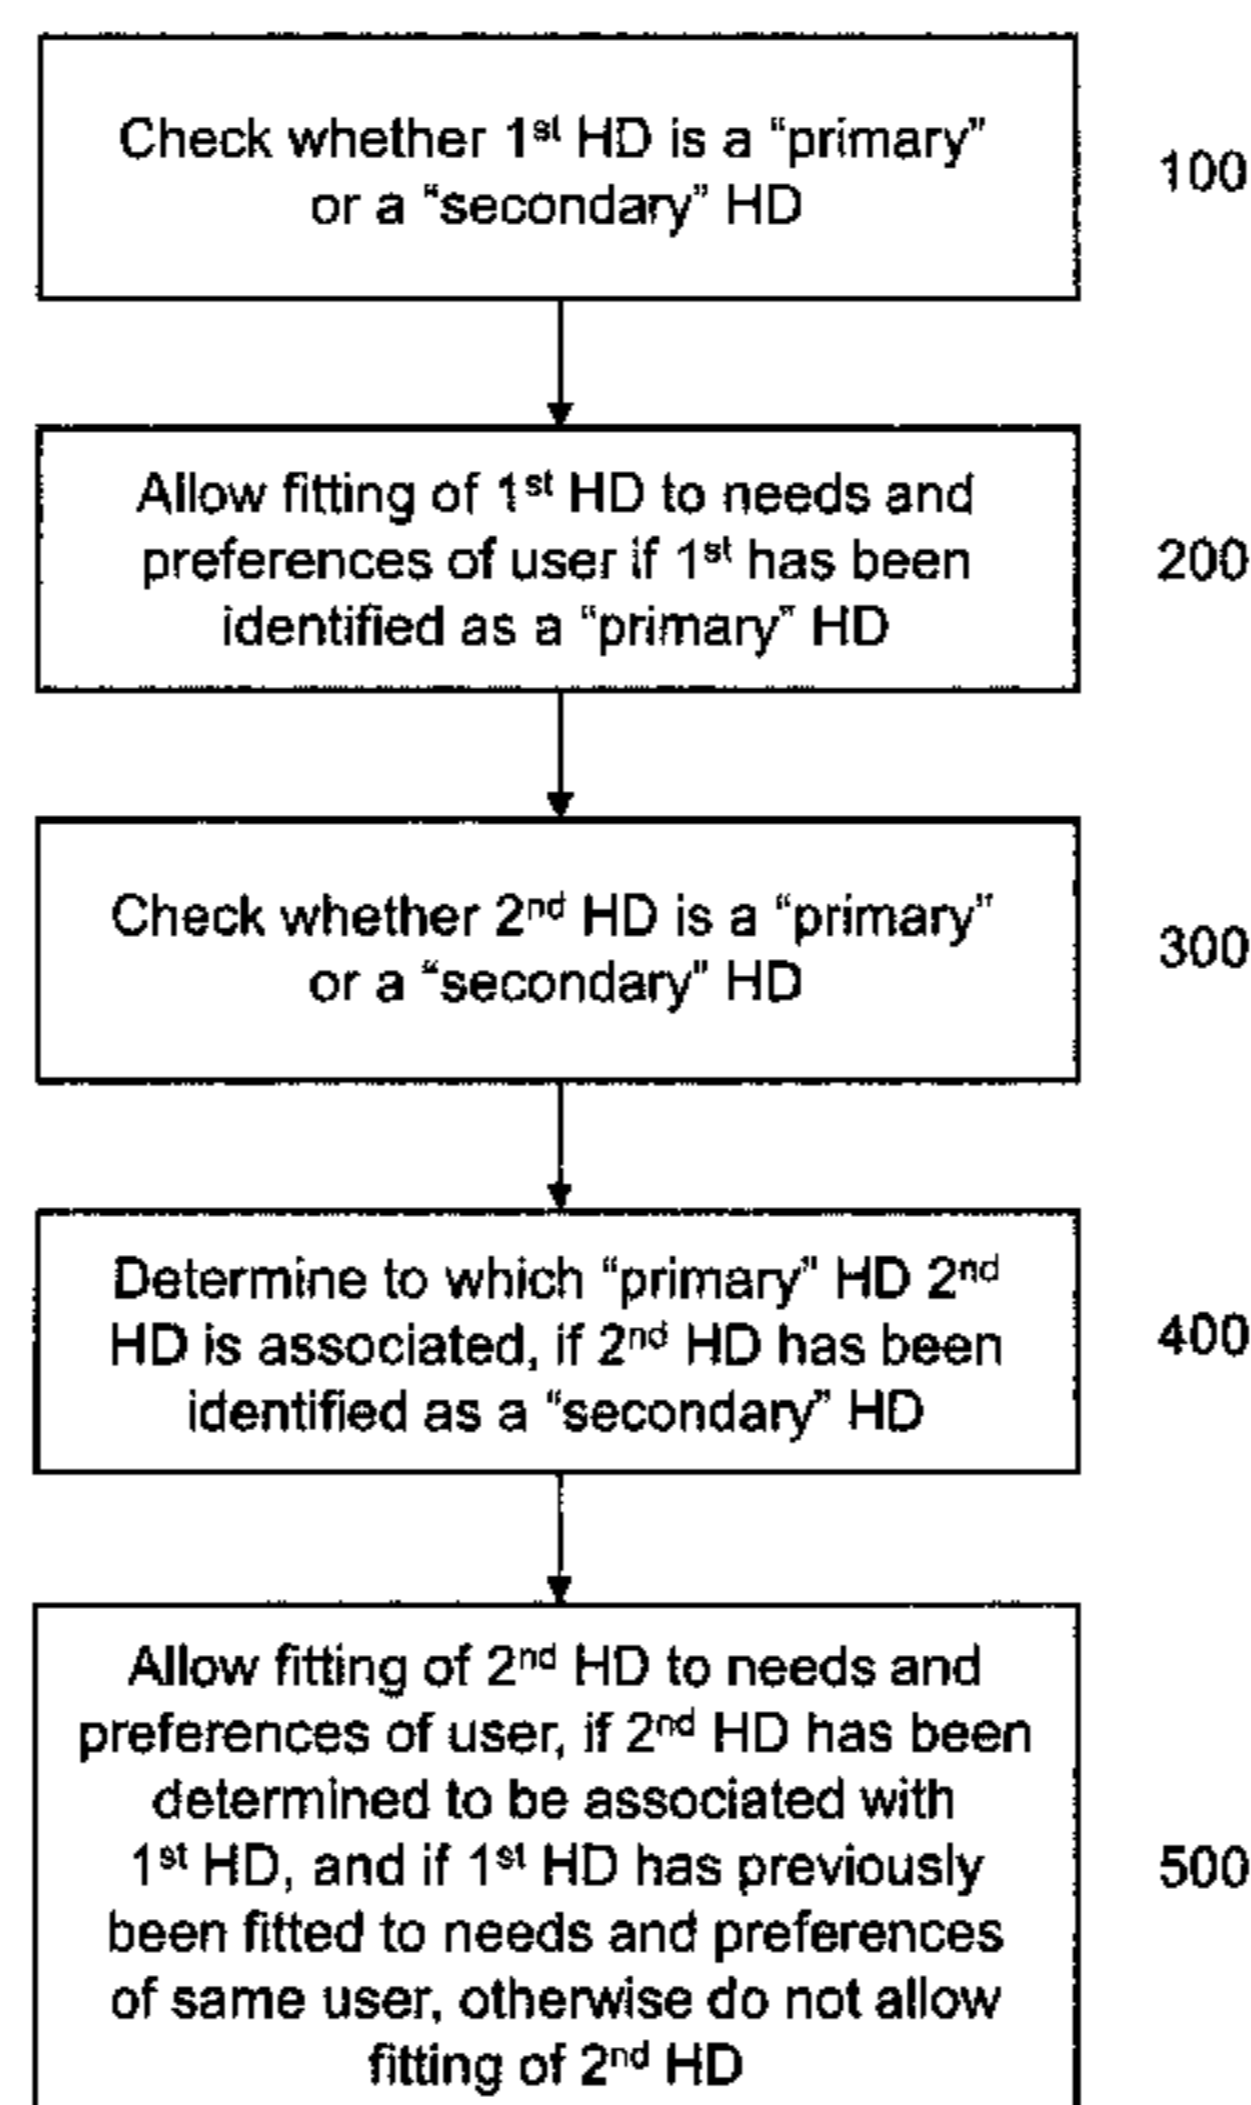 Check whether 1st HD is a “primary”
or a “secondary” HD
100
Allow fitting of 1st HD to needs and
preferences of user if 1st has been
identified as a “primary” HD
200
Check whether 2nd HD is a “primary”
or a “secondary” HD
300
Determine to which “primary” HD 2nd
HD is associated, if 2nd HD has been
identified as a “secondary” HD
400
Allow fitting of 2nd HD to needs and
preferences of user, if 2nd HD has been
determined to be associated with
1st HD, and if 1st HD has previously
been fitted to needs and preferences
of same user, otherwise do not allow
fitting of 2nd HD
500